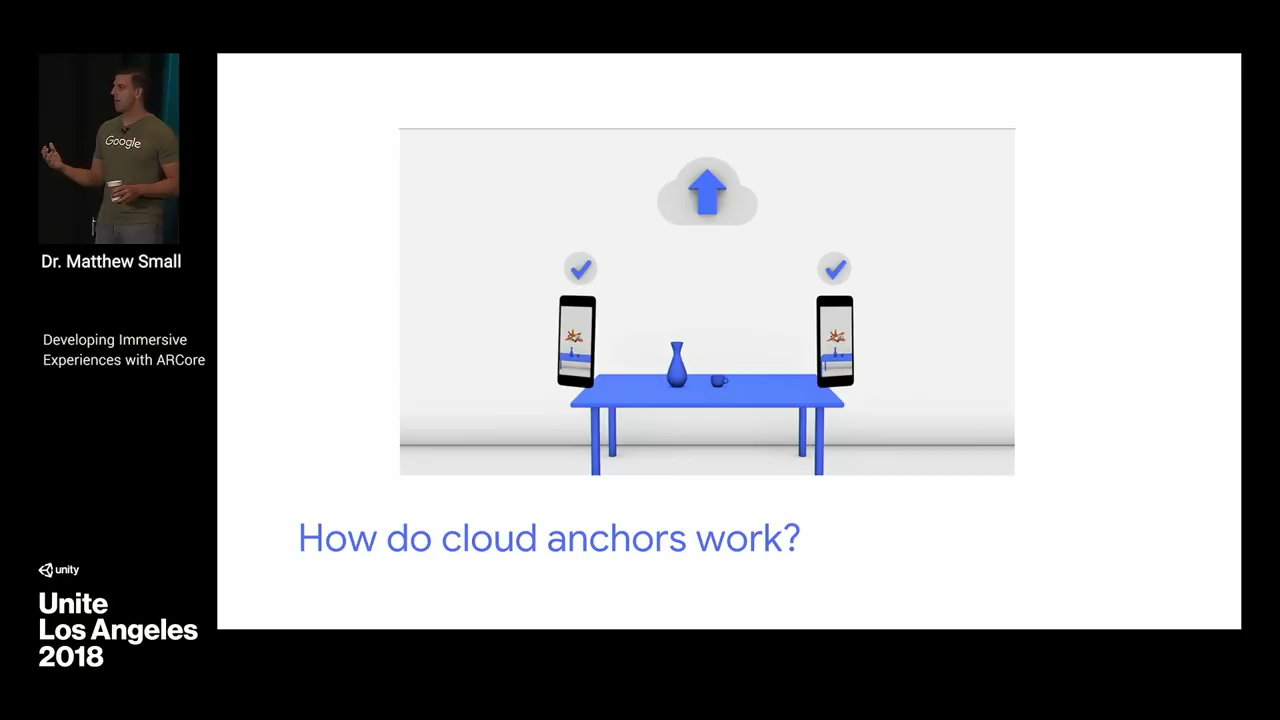 Google
Dr. Matthew Small
Developing Immersive
Experiences with ARCore
unity
Unite
Los Angeles
2018
How do cloud anchors work?